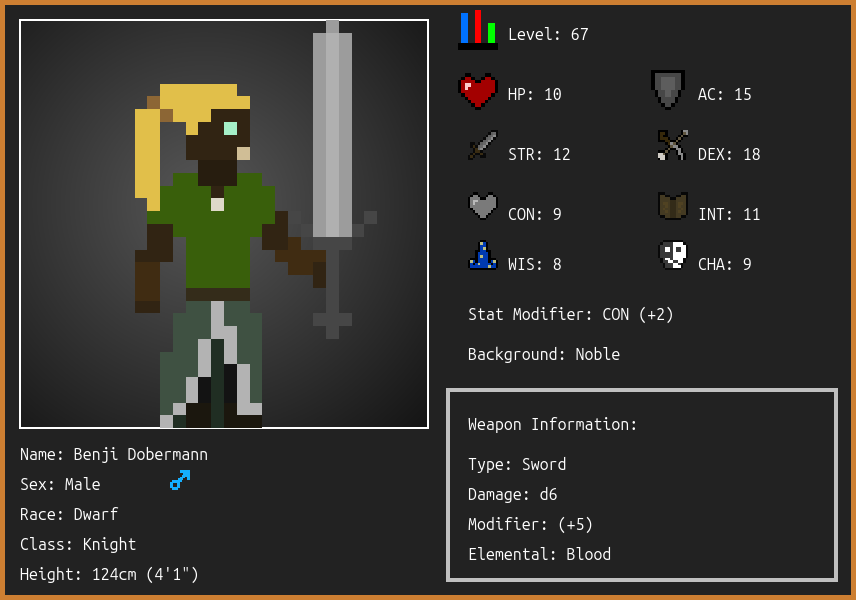 Level: 67
HP: 10
AC: 15
STR: 12
DEX: 18
CON: 9
INT: 11
WIS: 8
CHA: 9
Stat Modifier: CON (+2)
Background: Noble
Weapon Information:
Type: Sword
Damage: d6
Modifier: (+5)
Elemental: Blood
Name: Benji Dobermann
Sex: Male
Race: Dwarf
Class: Knight
Height: 124cm (4'1")